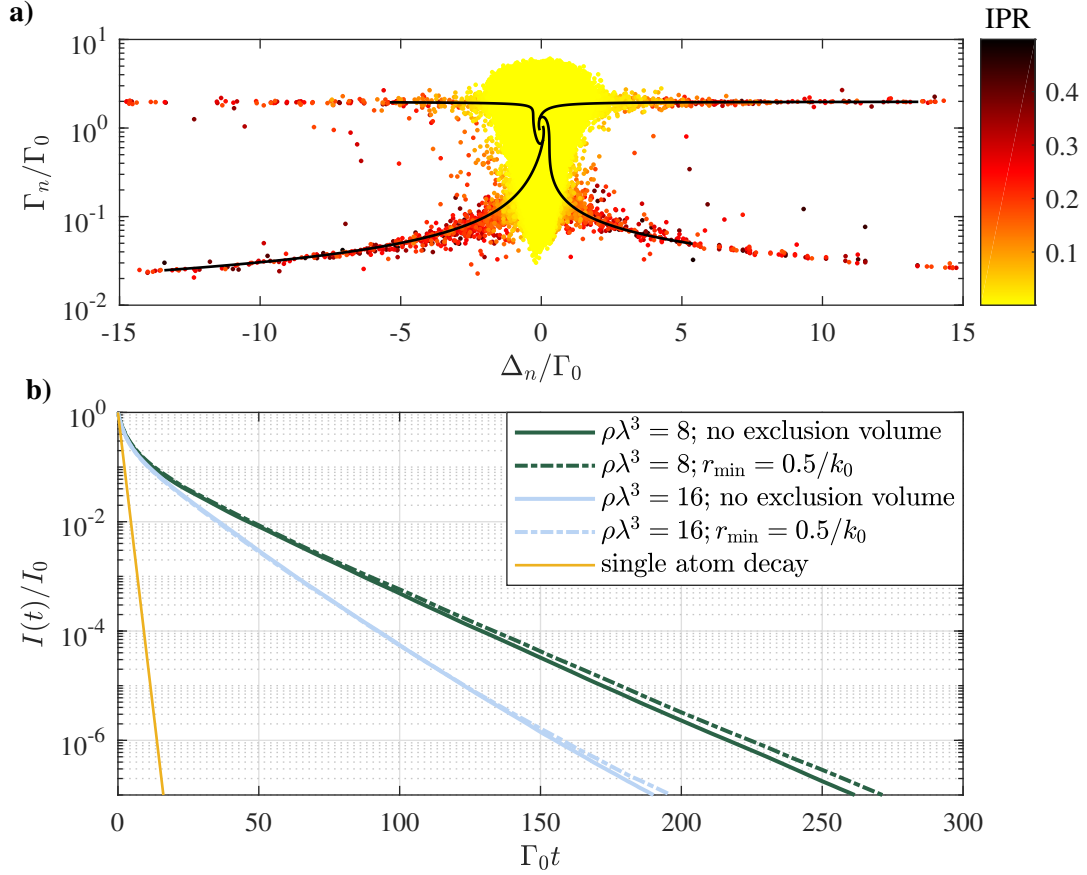 a)
IPR
10^1
10^0
10^-1
10^-2
Γ_n/Γ_0
0.4
0.3
0.2
0.1
-15 -10 -5 0 5 10 15
Δ_n/Γ_0
b)
10^0
10^-2
10^-4
10^-6
I(t)/I_0
ρλ^3 = 8; no exclusion volume
ρλ^3 = 8; r_min = 0.5/k_0
ρλ^3 = 16; no exclusion volume
ρλ^3 = 16; r_min = 0.5/k_0
single atom decay
0 50 100 150 200 250 300
Γ_0t